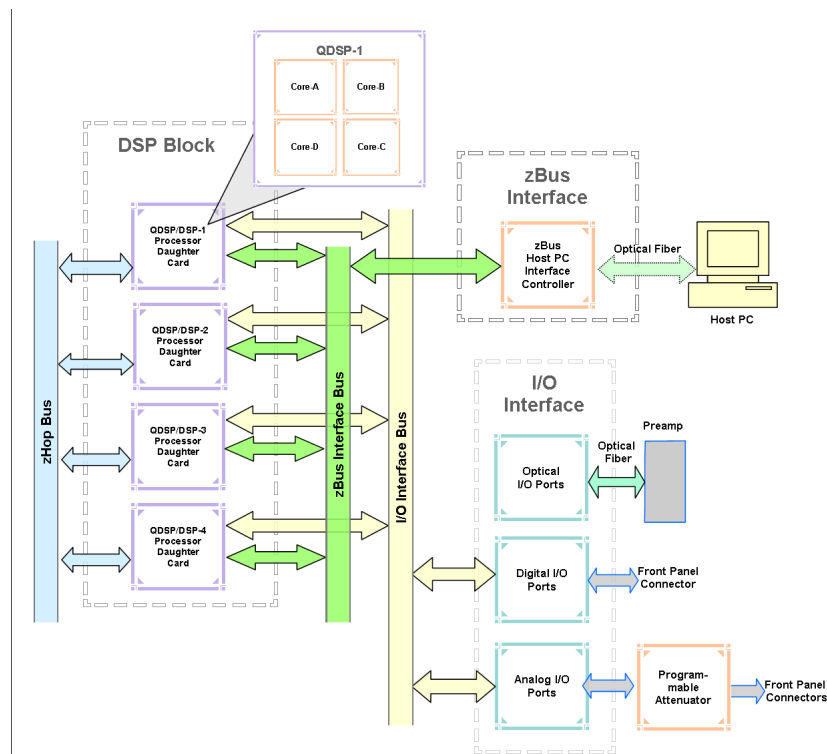 QDSP-1
Core-A
Core-B
Core-D
Core-C
DSP Block
QDSP/DSP-1
Processor
Daughter
Card
QDSP/DSP-2
Processor
Daughter
Card
QDSP/DSP-3
Processor
Daughter
Card
QDSP/DSP-4
Processor
Daughter
Card
zHop Bus
zBus Interface Bus
I/O Interface Bus
zBus
Interface
zBus
Host PC
Interface
Controller
Optical Fiber
Host PC
I/O
Interface
Optical
I/O Ports
Optical
Fiber
Preamp
Digital I/O
Ports
Front Panel
Connector
Analog I/O
Ports
Program-
mable
Attenuator
Front Panel
Connectors